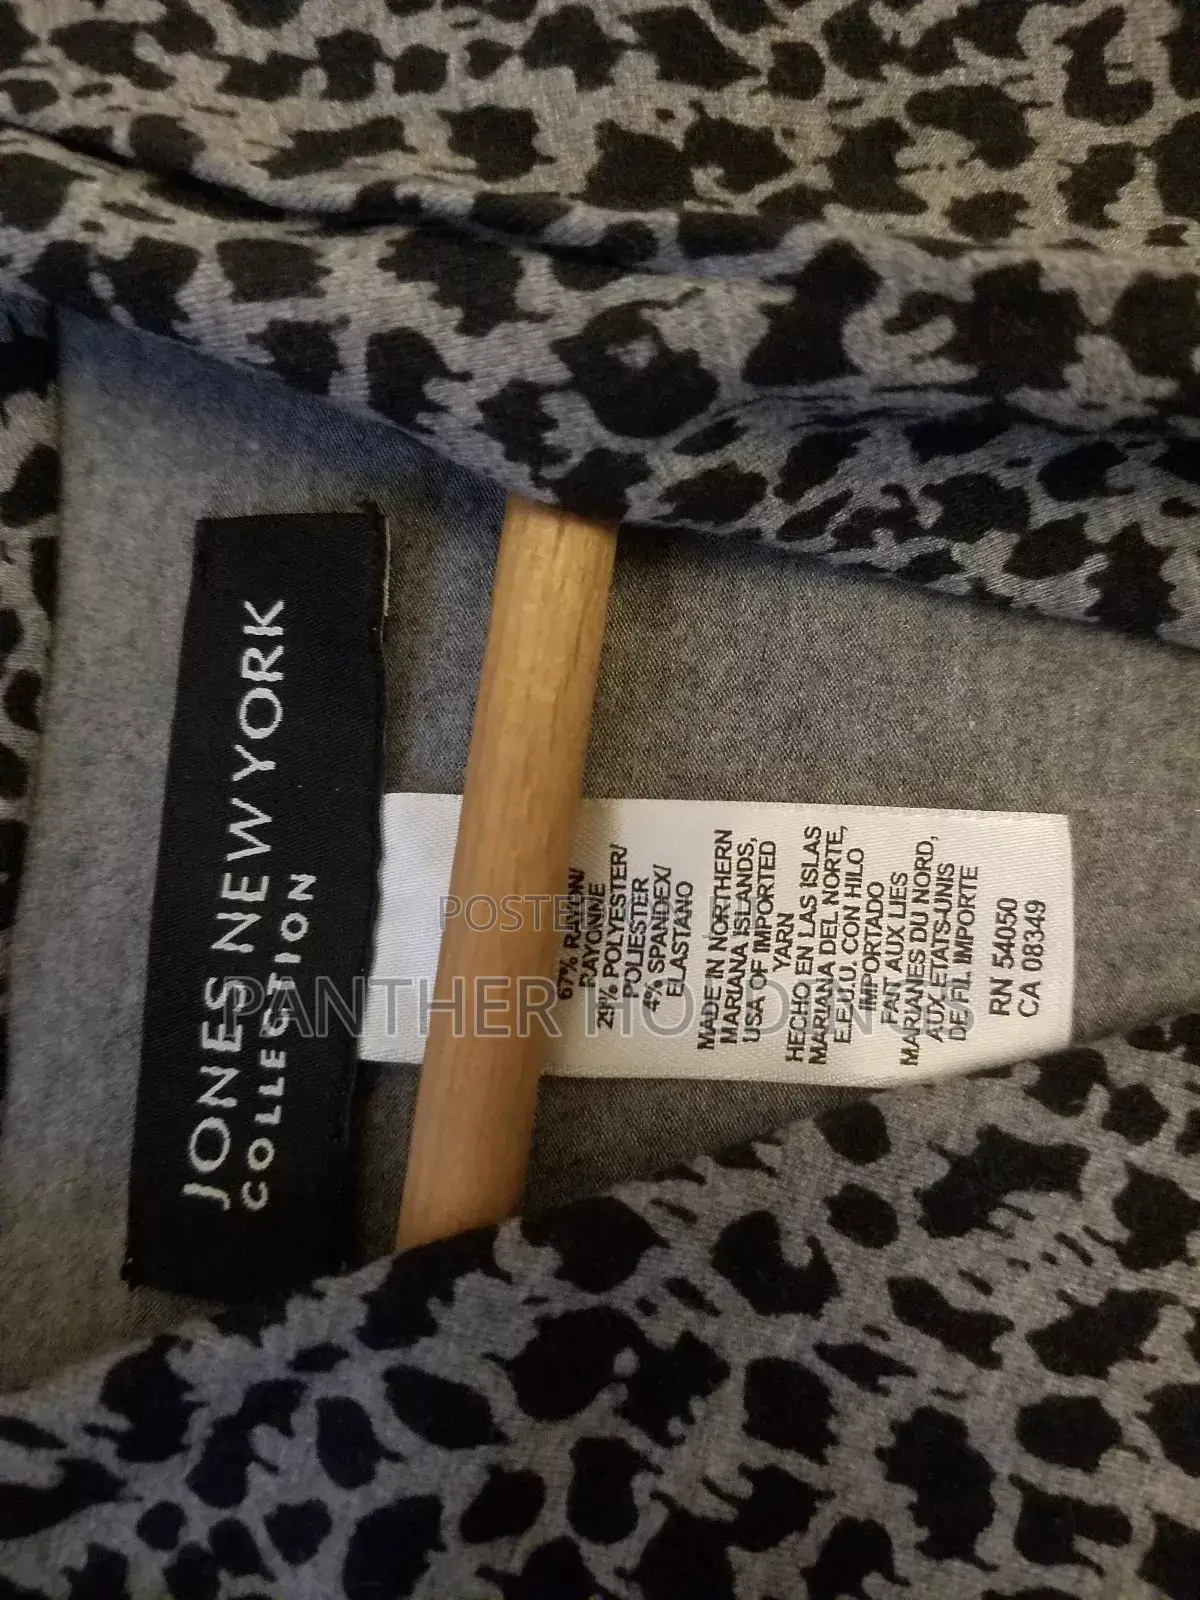 JONES NEW YORK
COLLECTION
67% RAYON/
RAYONNE
29% POLYESTER/
POLIESTER
4% SPANDEX/
ELASTANO
MADE IN NORTHERN
MARIANA ISLANDS,
USA OF IMPORTED
YARN
HECHO EN LAS ISLAS
MARIANA DEL NORTE,
E.E.U.U. CON HILO
IMPORTADO
FAIT AUX LIES
MARIANES DU NORD,
AUX ETATS-UNIS
DE FIL IMPORTE
RN 54050
CA 08349
PANTHER HOLDINGS